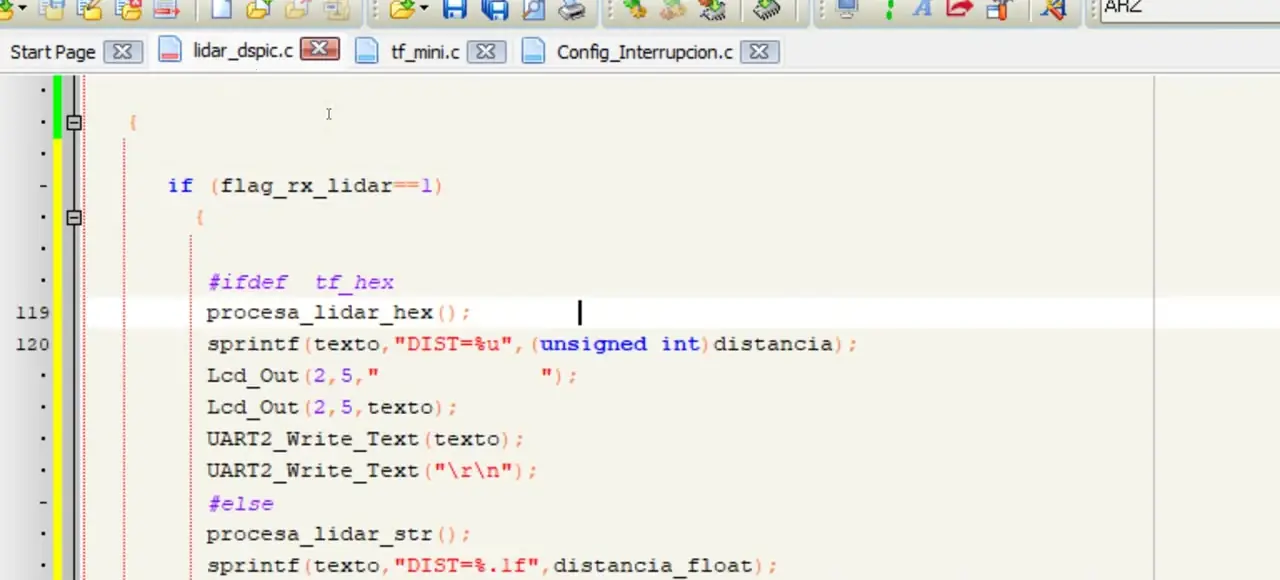 ARZ
Start Page lidar_dspic.c tf_mini.c Config_Interrupcion.c
{
if (flag_rx_lidar==1)
{
#ifdef tf_hex
119 procesa_lidar_hex();
120 sprintf(texto,"DIST=%u",(unsigned int)distancia);
Lcd_Out(2,5,"            ");
Lcd_Out(2,5,texto);
UART2_Write_Text(texto);
UART2_Write_Text("\r\n");
#else
procesa_lidar_str();
sprintf(texto,"DIST=%.1f",distancia_float);